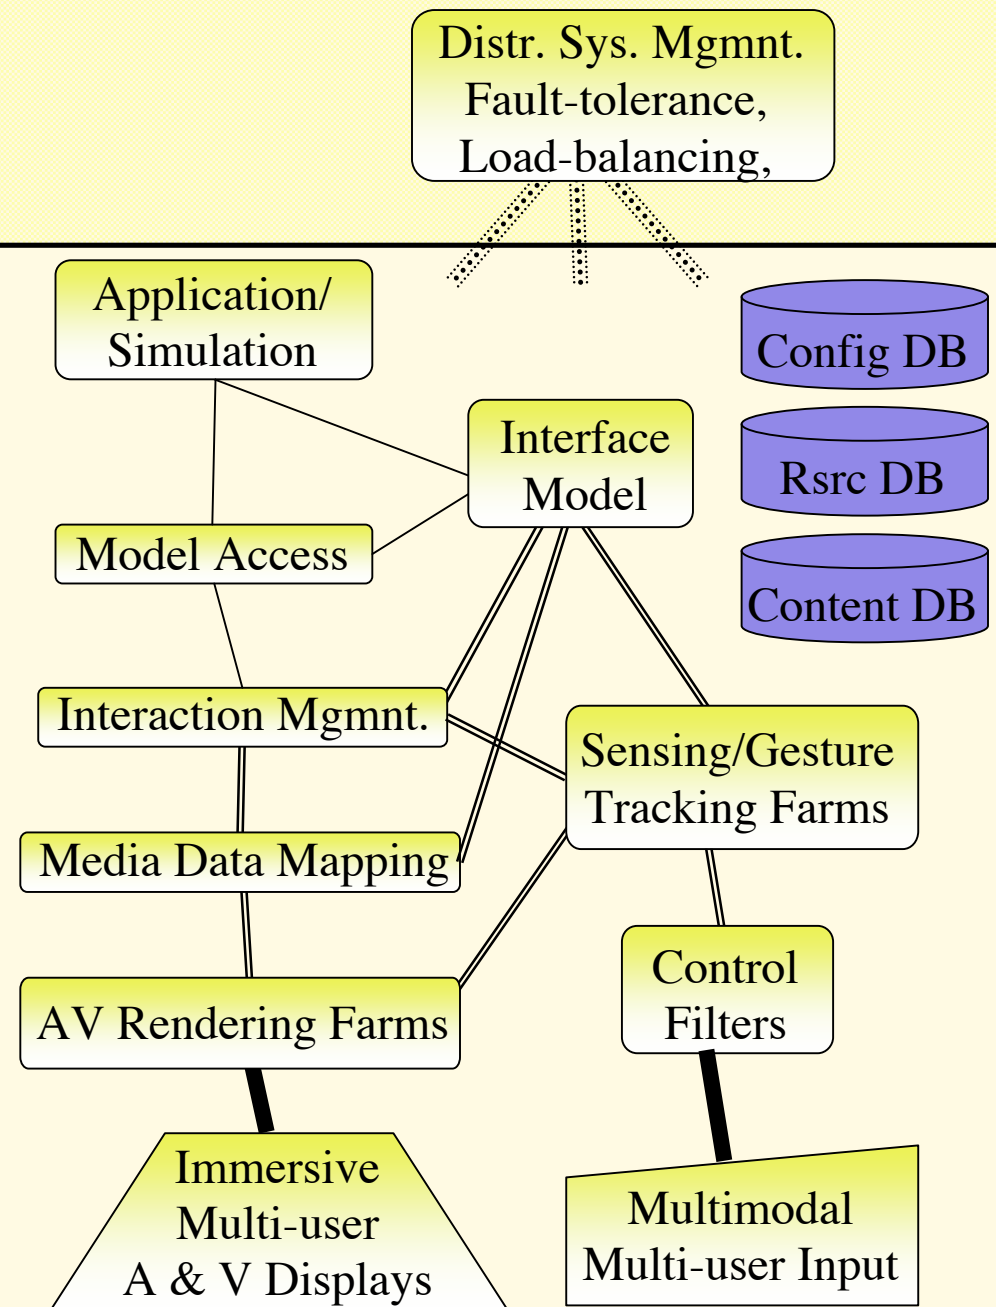 Distr. Sys. Mgmnt.
Fault-tolerance,
Load-balancing,
Application/
Simulation
Config DB
Interface
Model
Rsrc DB
Model Access
Content DB
Interaction Mgmnt.
Sensing/Gesture
Tracking Farms
Media Data Mapping
Control
Filters
AV Rendering Farms
Immersive
Multi-user
A & V Displays
Multimodal
Multi-user Input